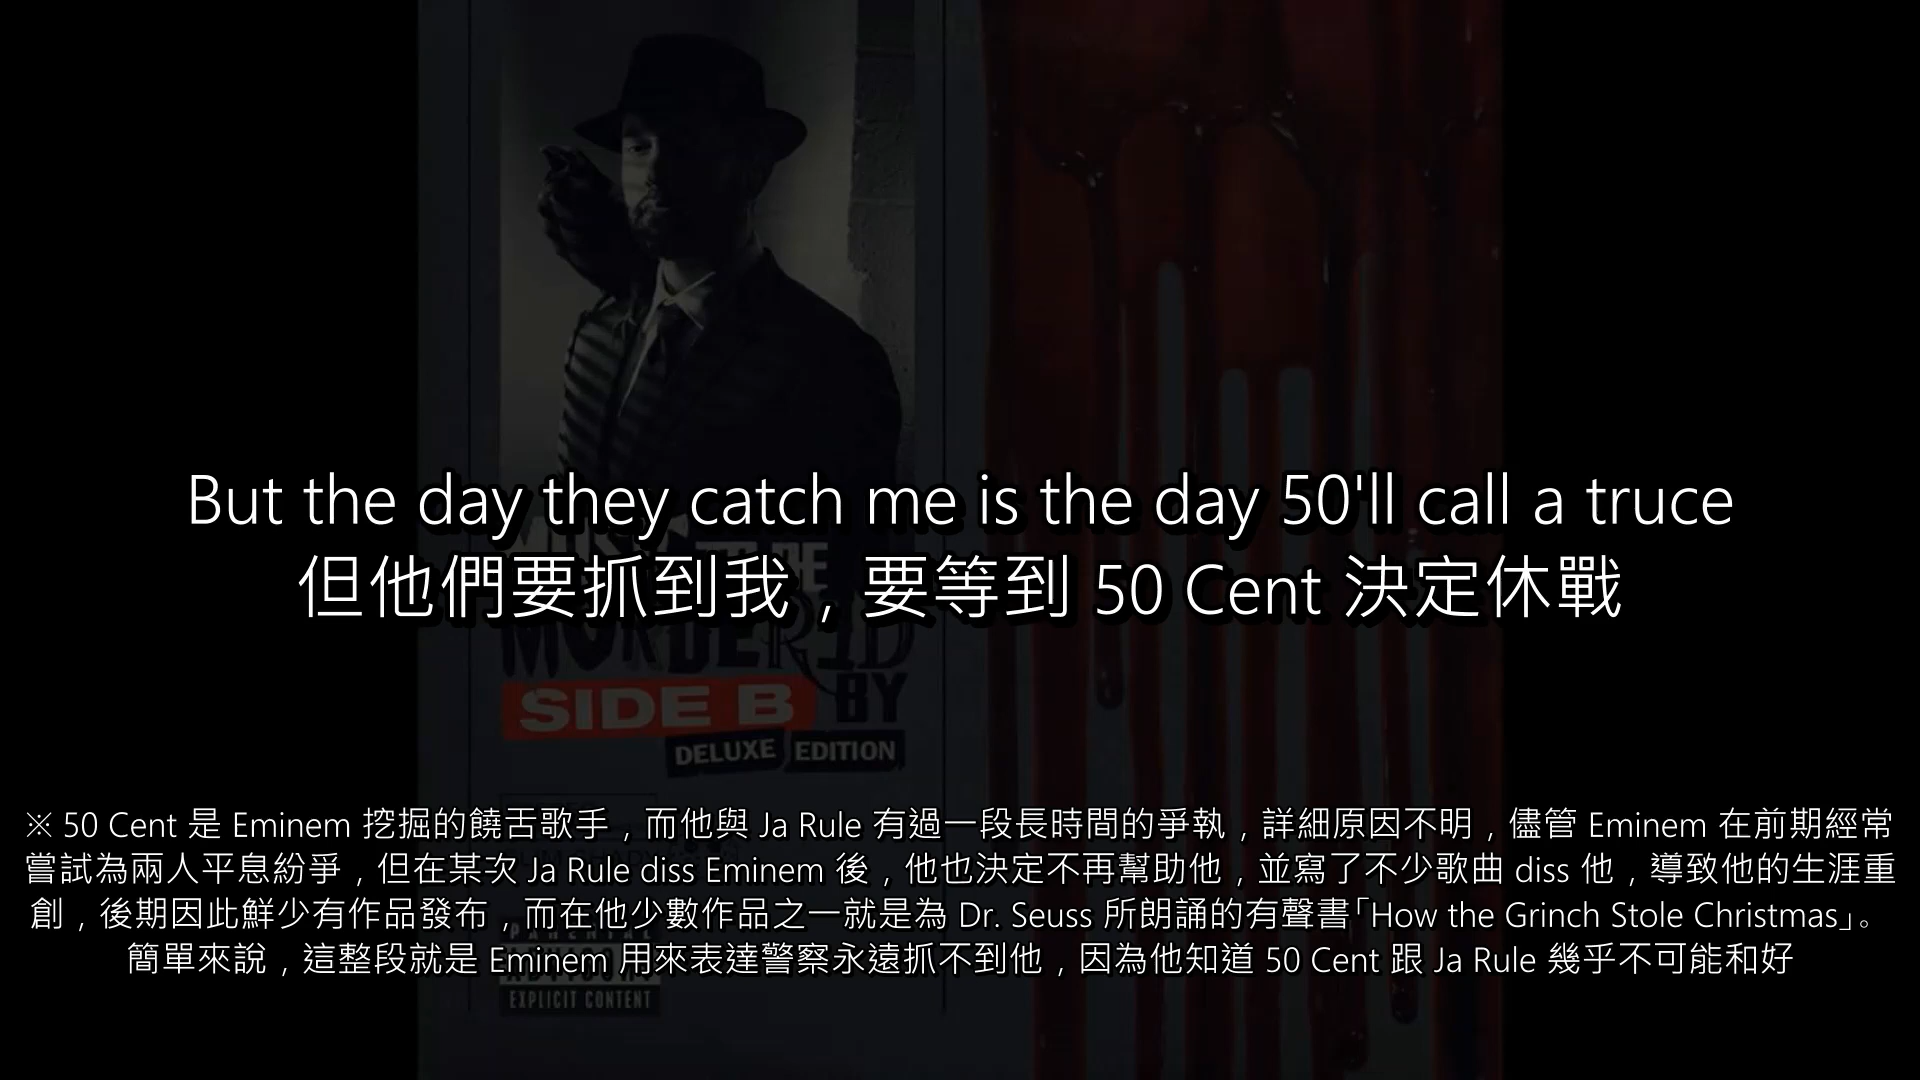 But the day they catch me is the day 50'll call a truce
但他們要抓到我，要等到 50 Cent 決定休戰
MURDERED
SIDE B BY
DELUXE EDITION
※ 50 Cent 是 Eminem 挖掘的饒舌歌手，而他與 Ja Rule 有過一段長時間的爭執，詳細原因不明，儘管 Eminem 在前期經常
嘗試為兩人平息紛爭，但在某次 Ja Rule diss Eminem 後，他也決定不再幫助他，並寫了不少歌曲 diss 他，導致他的生涯重
創，後期因此鮮少有作品發布，而在他少數作品之一就是為 Dr. Seuss 所朗誦的有聲書「How the Grinch Stole Christmas」。
簡單來說，這整段就是 Eminem 用來表達警察永遠抓不到他，因為他知道 50 Cent 跟 Ja Rule 幾乎不可能和好
EXPLICIT CONTENT